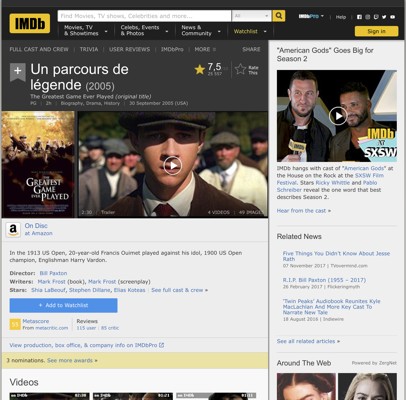 IMDb
Find Movies, TV shows, Celebrities and more...
All
IMDbPro
Help
Movies, TV
& Showtimes
Celebs, Events
& Photos
News &
Community
Watchlist
Sign in
FULL CAST AND CREW | TRIVIA | USER REVIEWS | IMDbPro | MORE
SHARE
Un parcours de
légende (2005)
The Greatest Game Ever Played (original title)
PG | 2h | Biography, Drama, History | 30 September 2005 (USA)
7,5/10
Rate
This
THE
GREATEST GAME
EVER PLAYED
2:30 | Trailer
4 VIDEOS | 49 IMAGES
On Disc
at Amazon
In the 1913 US Open, 20-year-old Francis Ouimet played against his idol, 1900 US Open
champion, Englishman Harry Vardon.
Director: Bill Paxton
Writers: Mark Frost (book), Mark Frost (screenplay)
Stars: Shia LaBeouf, Stephen Dillane, Elias Koteas | See full cast & crew »
+ Add to Watchlist
Metascore
From metacritic.com
Reviews
115 user | 85 critic
View production, box office, & company info on IMDbPro
3 nominations. See more awards »
Videos
"American Gods" Goes Big for
Season 2
IMDb
AT
SXSW
IMDb hangs with cast of "American Gods" at
the House on the Rock at the SXSW Film
Festival. Stars Ricky Whittle and Pablo
Schreiber reveal the one word that best
describes Season 2.
Hear from the cast »
Related News
Five Things You Didn't Know About Jesse
Rath
07 November 2017 | TVovermind.com
R.I.P. Bill Paxton (1955 – 2017)
26 February 2017 | Flickeringmyth
'Twin Peaks' Audiobook Reunites Kyle
MacLachlan And More Key Cast To
Narrate New Tale
18 August 2016 | Indiewire
See all related articles »
Around The Web
Powered by ZergNet